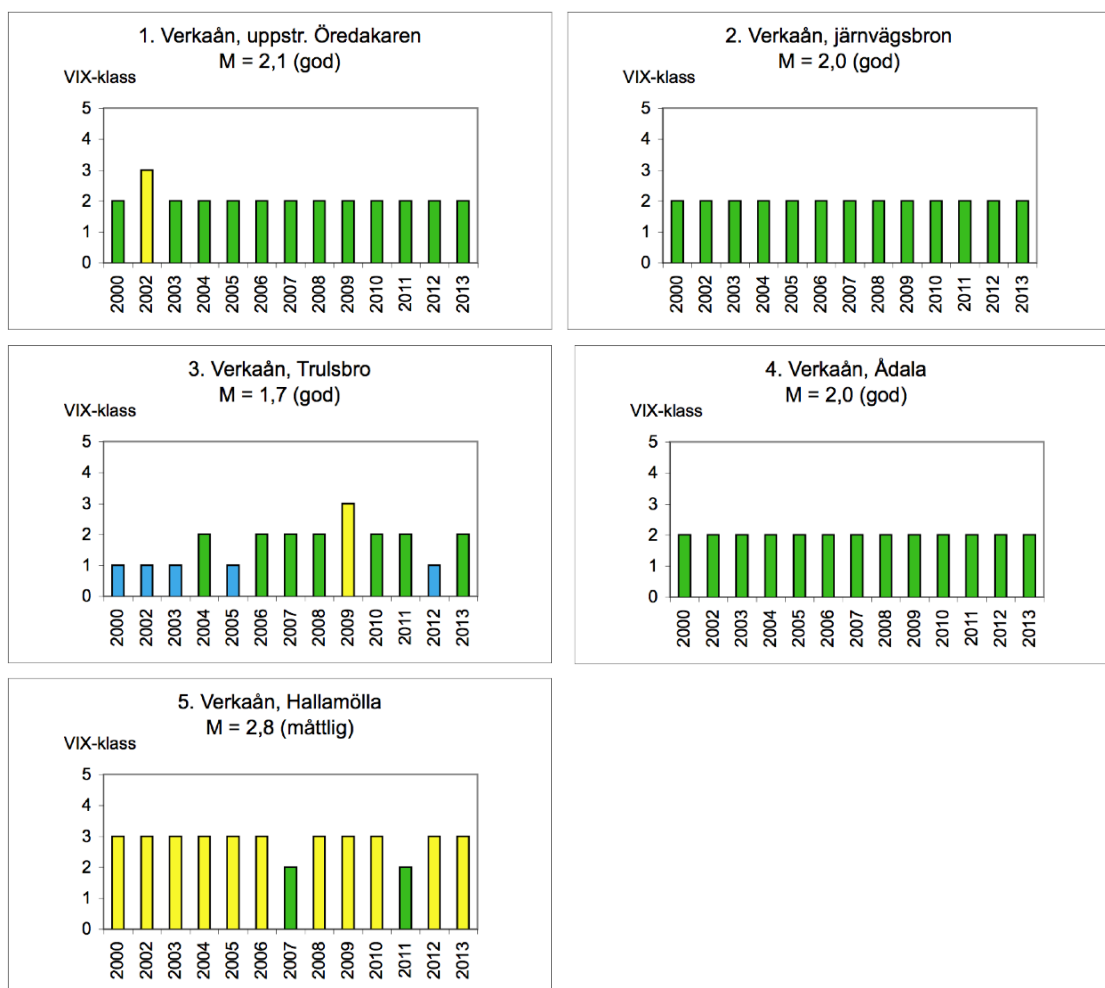 1. Verkaån, uppstr. Öredakaren
M = 2,1 (god)
VIX-klass
5
4
3
2
1
0
2000 2002 2003 2004 2005 2006 2007 2008 2009 2010 2011 2012 2013
2. Verkaån, järnvägsbron
M = 2,0 (god)
VIX-klass
5
4
3
2
1
0
2000 2002 2003 2004 2005 2006 2007 2008 2009 2010 2011 2012 2013
3. Verkaån, Trulsbro
M = 1,7 (god)
VIX-klass
5
4
3
2
1
0
2000 2002 2003 2004 2005 2006 2007 2008 2009 2010 2011 2012 2013
4. Verkaån, Ådala
M = 2,0 (god)
VIX-klass
5
4
3
2
1
0
2000 2002 2003 2004 2005 2006 2007 2008 2009 2010 2011 2012 2013
5. Verkaån, Hallamölla
M = 2,8 (måttlig)
VIX-klass
5
4
3
2
1
0
2000 2002 2003 2004 2005 2006 2007 2008 2009 2010 2011 2012 2013